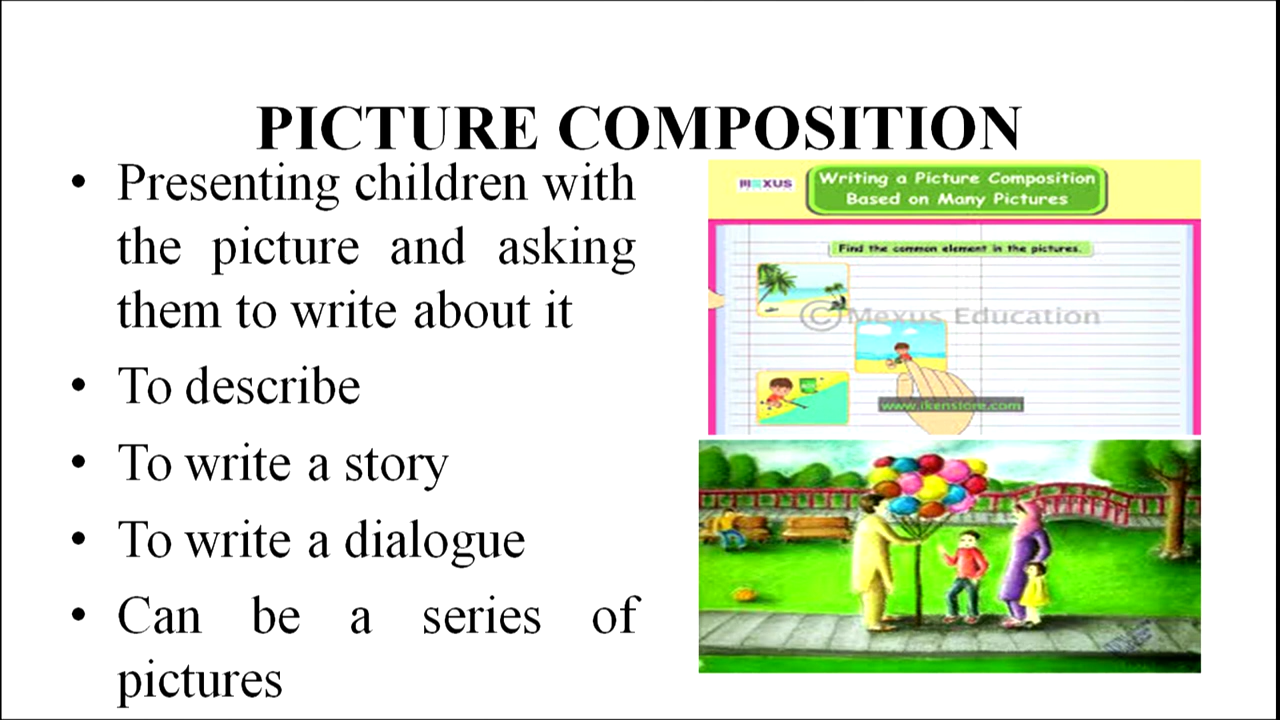 PICTURE COMPOSITION
• Presenting children with
the picture and asking
them to write about it
• To describe
• To write a story
• To write a dialogue
• Can be a series of
pictures
MEXUS
Writing a Picture Composition
Based on Many Pictures
Find the common element in the pictures.
© Mexus Education
www.ikenstore.com